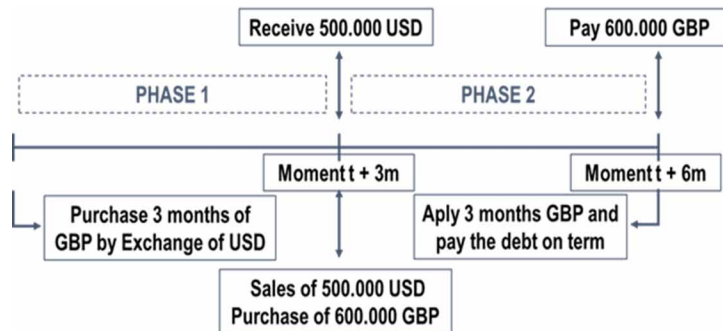 Receive 500.000 USD
Pay 600.000 GBP
PHASE 1
PHASE 2
Moment t + 3m
Moment t + 6m
Purchase 3 months of
GBP by Exchange of USD
Aply 3 months GBP and
pay the debt on term
Sales of 500.000 USD
Purchase of 600.000 GBP